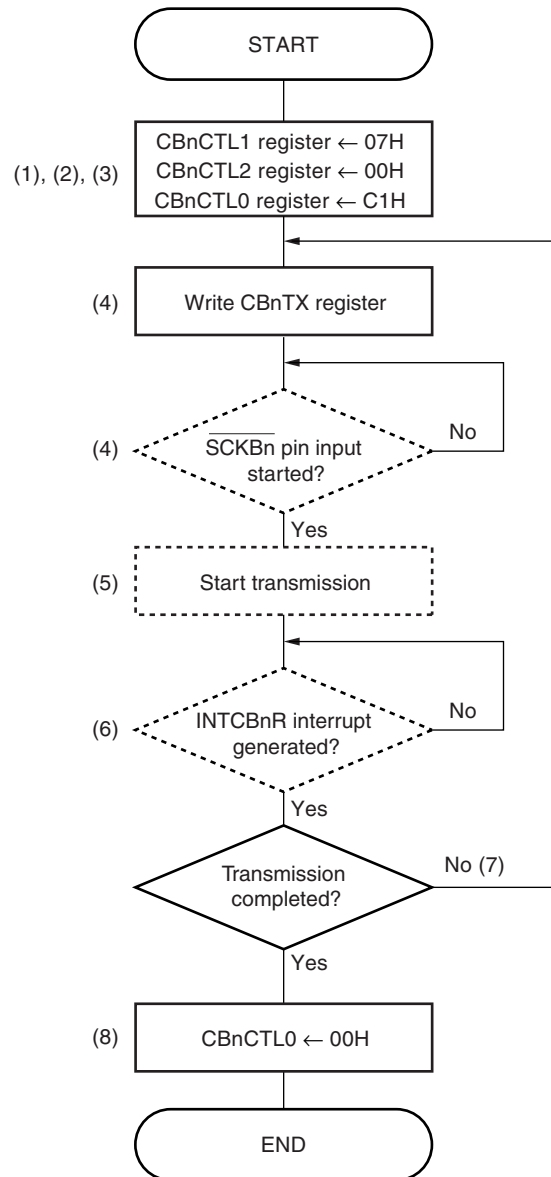 START
(1), (2), (3)
CBnCTL1 register ← 07H
CBnCTL2 register ← 00H
CBnCTL0 register ← C1H
(4)
Write CBnTX register
(4)
SCKBn pin input
started?
No
Yes
(5)
Start transmission
(6)
INTCBnR interrupt
generated?
No
Yes
Transmission
completed?
No (7)
Yes
(8)
CBnCTL0 ← 00H
END